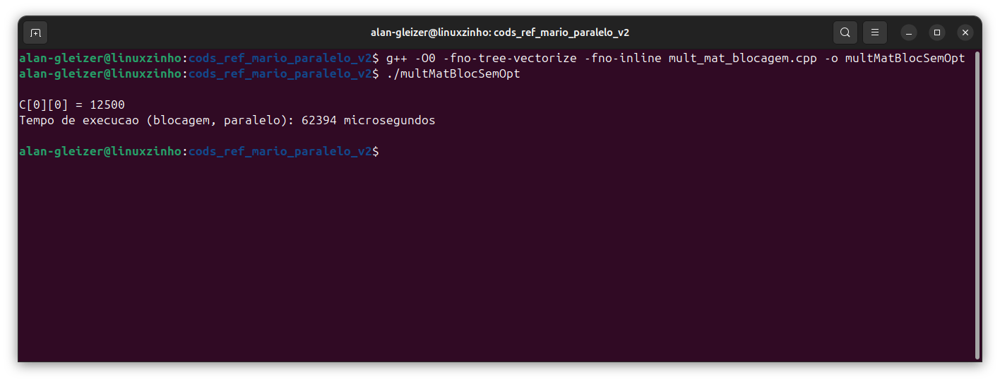 alan-gleizer@linuxzinho: cods_ref_mario_paralelo_v2
alan-gleizer@linuxzinho:cods_ref_mario_paralelo_v2$ g++ -O0 -fno-tree-vectorize -fno-inline mult_mat_blocagem.cpp -o multMatBlocSemOpt
alan-gleizer@linuxzinho:cods_ref_mario_paralelo_v2$ ./multMatBlocSemOpt
C[0][0] = 12500
Tempo de execucao (blocagem, paralelo): 62394 microsegundos
alan-gleizer@linuxzinho:cods_ref_mario_paralelo_v2$